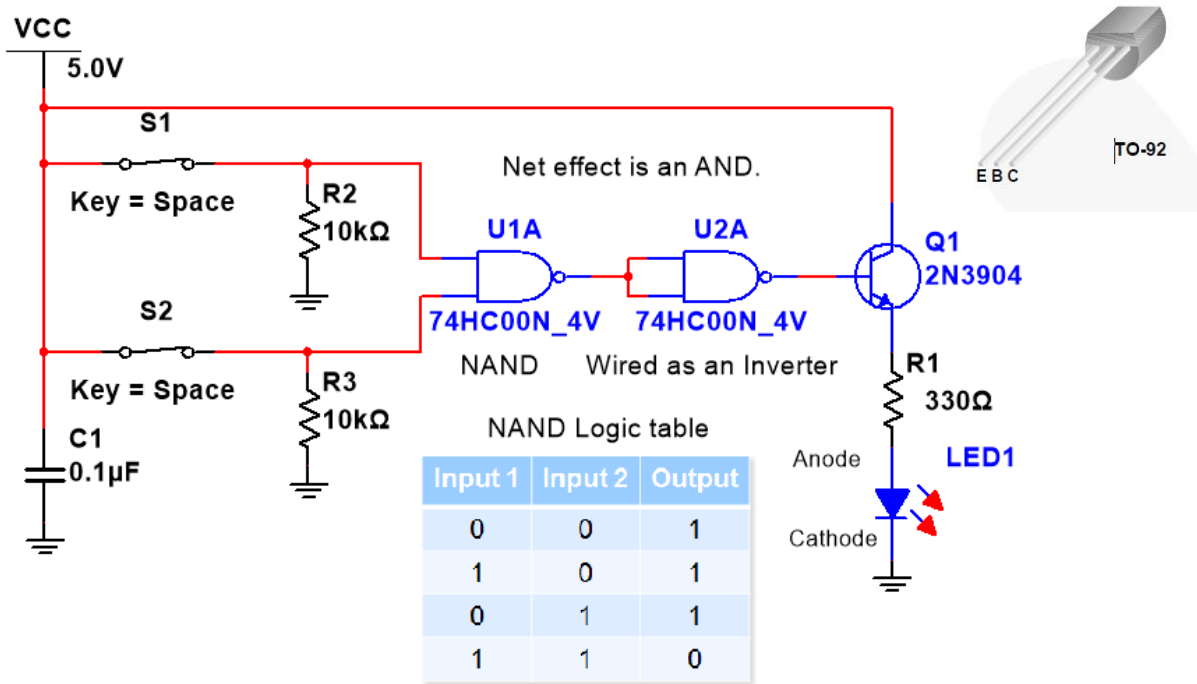 VCC
5.0V
S1
Key = Space
R2
10kΩ
Net effect is an AND.
TO-92
E B C
U1A
74HC00N_4V
NAND
U2A
74HC00N_4V
Wired as an Inverter
Q1
2N3904
S2
Key = Space
R3
10kΩ
R1
330Ω
C1
0.1µF
NAND Logic table
Input 1 Input 2 Output
0 0 1
1 0 1
0 1 1
1 1 0
Anode
LED1
Cathode